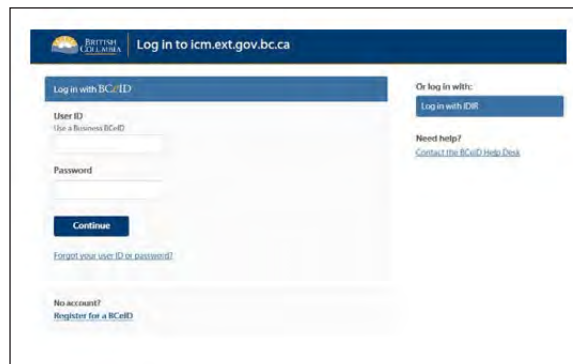 BRITISH
COLUMBIA
Log in to icm.ext.gov.bc.ca
Log in with BCeID
User ID
Use a Business BCeID
Password
Continue
Forgot your user ID or password?
No account?
Register for a BCeID
Or log in with:
Log in with IDIR
Need help?
Contact the BCeID Help Desk